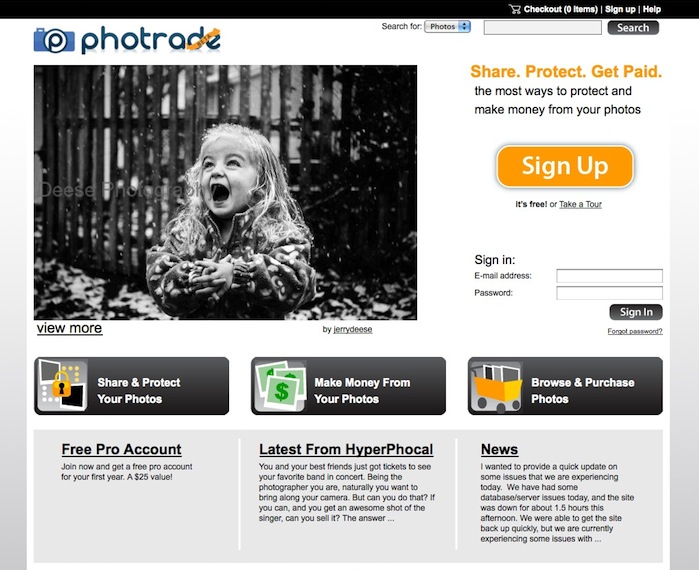 Checkout (0 items) | Sign up | Help
photrade
Search for: Photos Search
Share. Protect. Get Paid.
the most ways to protect and
make money from your photos
Deese Photograph
Sign Up
it's free! or Take a Tour
Sign in:
E-mail address:
Password:
Sign In
Forgot password?
view more
by jerrydeese
Share & Protect
Your Photos
Make Money From
Your Photos
Browse & Purchase
Photos
Free Pro Account
Join now and get a free pro account
for your first year. A $25 value!
Latest From HyperPhocal
You and your best friends just got tickets to see
your favorite band in concert. Being the
photographer you are, naturally you want to
bring along your camera. But can you do that? If
you can, and you get an awesome shot of the
singer, can you sell it? The answer ...
News
I wanted to provide a quick update on
some issues that we are experiencing
today. We have had some
database/server issues today, and the site
was down for about 1.5 hours this
afternoon. We were able to get the site
back up quickly, but we are currently
experiencing some issues with ...